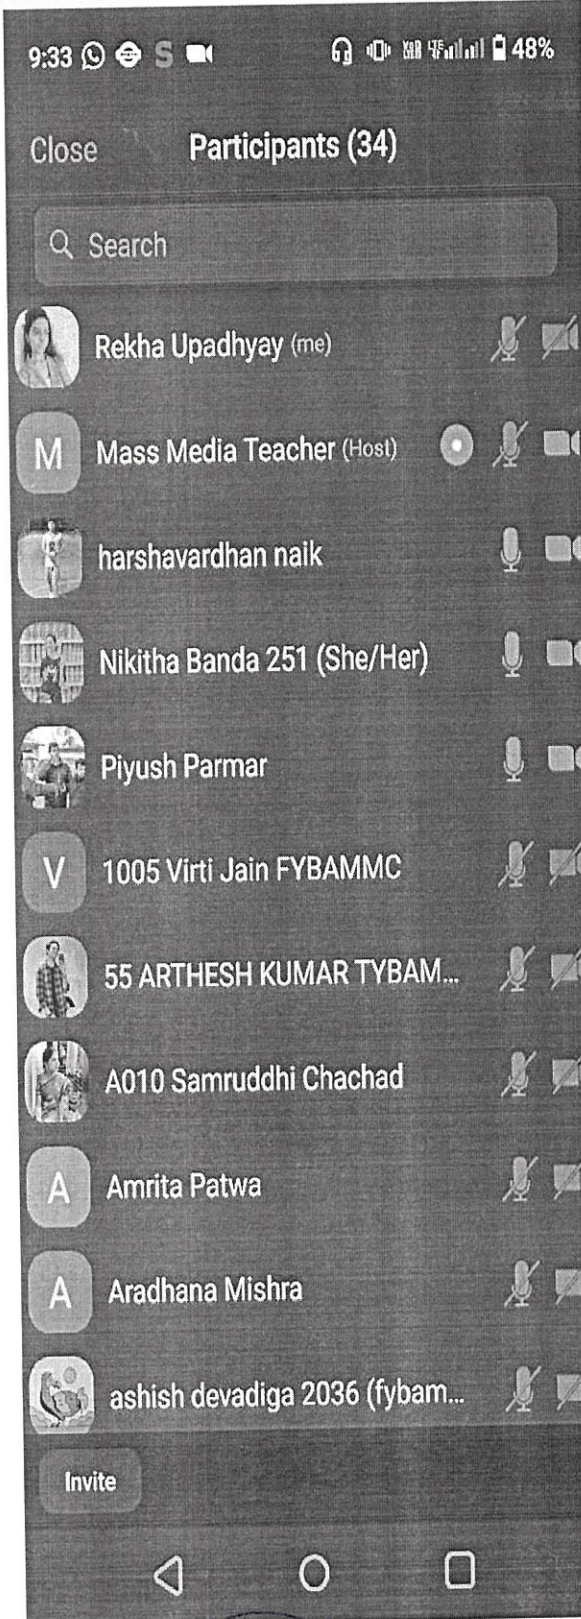 9:33 48%
Close Participants (34)
Search
Rekha Upadhyay (me)
M Mass Media Teacher (Host)
harshavardhan naik
Nikitha Banda 251 (She/Her)
Piyush Parmar
V 1005 Virti Jain FYBAMMC
55 ARTHESH KUMAR TYBAM...
A010 Samruddhi Chachad
A Amrita Patwa
A Aradhana Mishra
ashish devadiga 2036 (fybam...
Invite